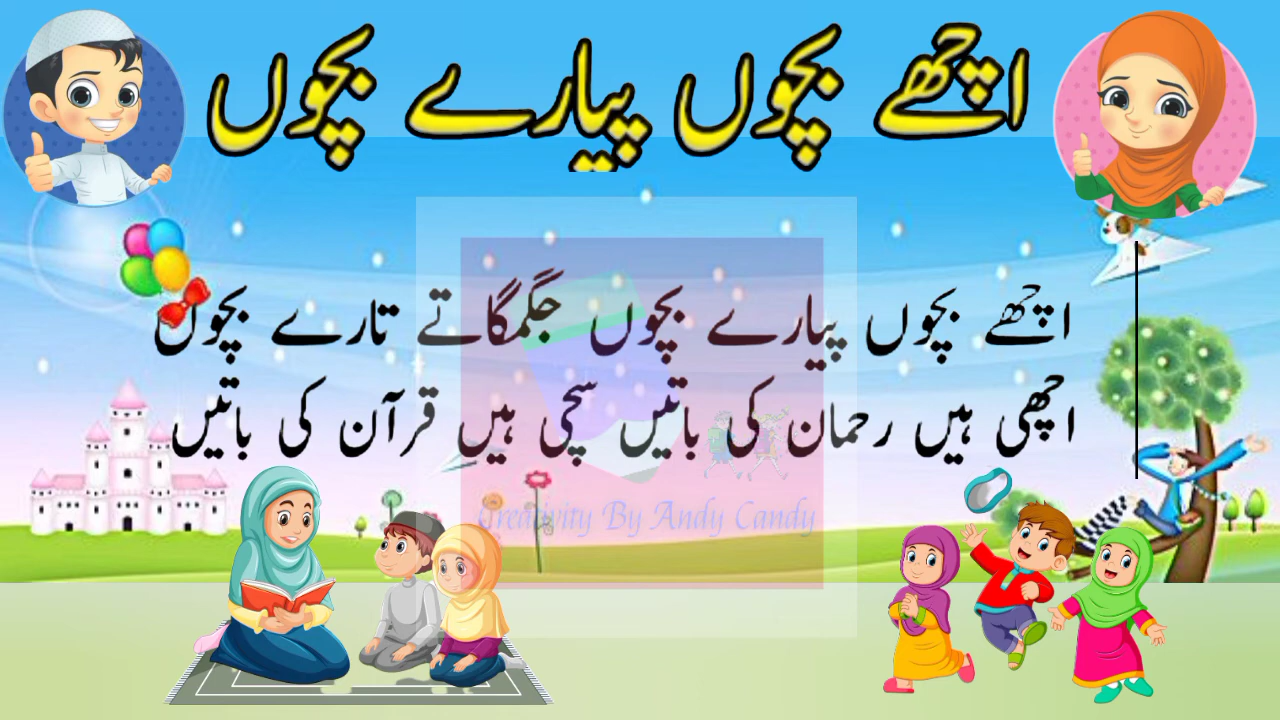 اچھے بچوں پیارے بچوں
اچھے بچوں پیارے بچوں جگمگاتے تارے بچوں
اچھی ہیں رحمان کی باتیں سچی ہیں قرآن کی باتیں
Creativity By Andy Candy